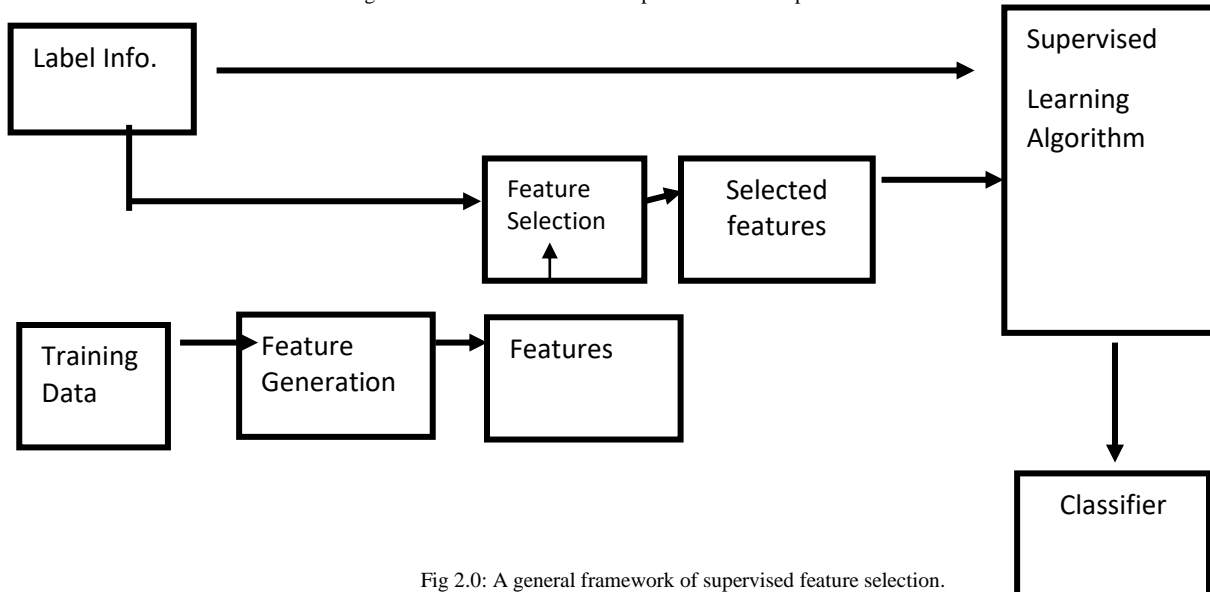 Label Info.
Supervised
Learning
Algorithm
Feature
Selection
Selected
features
Training
Data
Feature
Generation
Features
Classifier
Fig 2.0: A general framework of supervised feature selection.